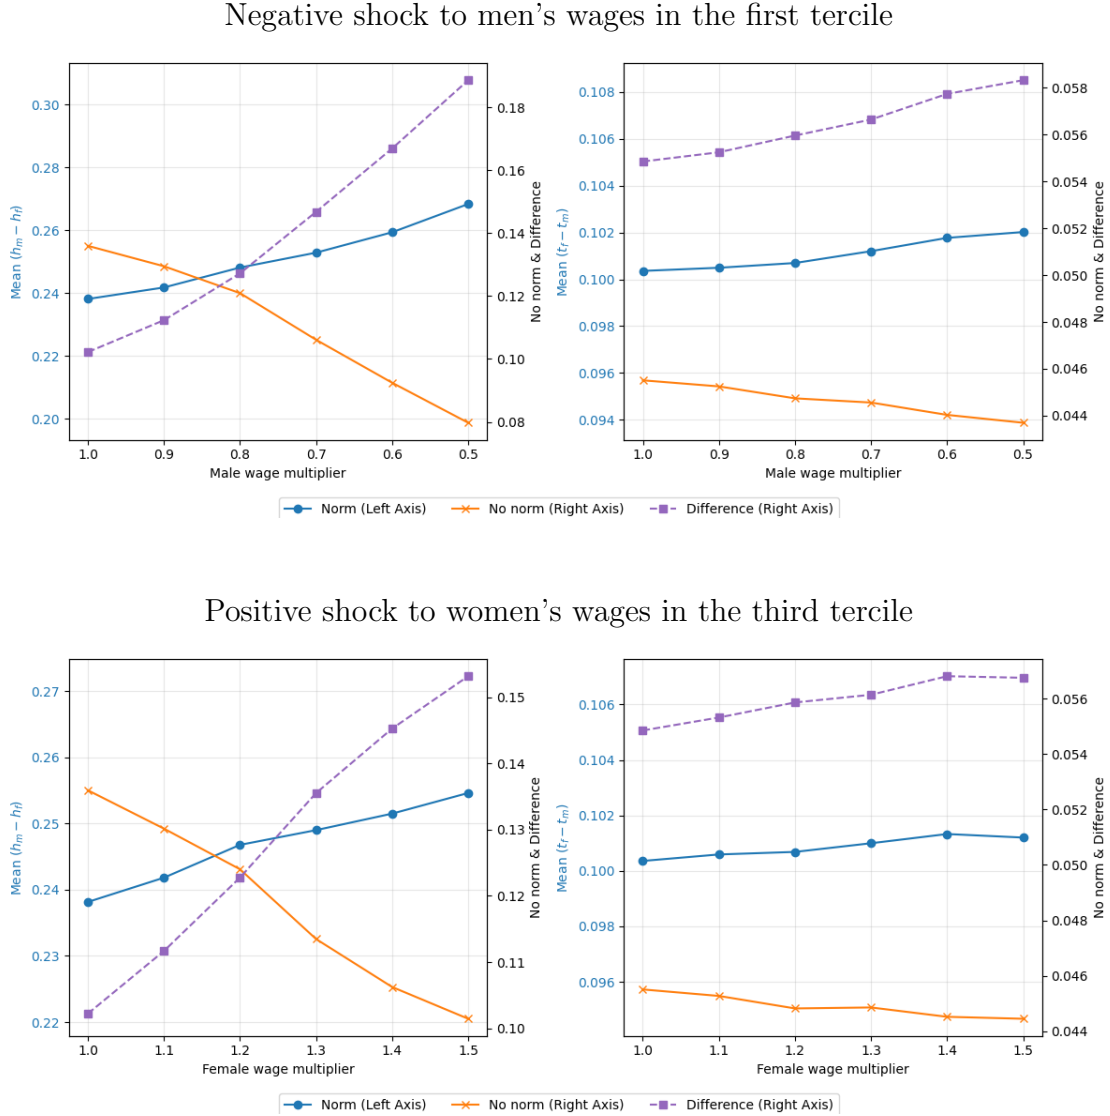 Negative shock to men's wages in the first tercile
0.30
0.28
0.26
0.24
0.22
0.20
Mean (hₘ − h_f)
0.18
0.16
0.14
0.12
0.10
0.08
No norm & Difference
1.0 0.9 0.8 0.7 0.6 0.5
Male wage multiplier
0.108
0.106
0.104
0.102
0.100
0.098
0.096
0.094
Mean (t_f − tₘ)
0.058
0.056
0.054
0.052
0.050
0.048
0.046
0.044
No norm & Difference
1.0 0.9 0.8 0.7 0.6 0.5
Male wage multiplier
Norm (Left Axis) No norm (Right Axis) Difference (Right Axis)
Positive shock to women's wages in the third tercile
0.27
0.26
0.25
0.24
0.23
0.22
Mean (hₘ − h_f)
0.15
0.14
0.13
0.12
0.11
0.10
No norm & Difference
1.0 1.1 1.2 1.3 1.4 1.5
Female wage multiplier
0.106
0.104
0.102
0.100
0.098
0.096
Mean (t_f − tₘ)
0.056
0.054
0.052
0.050
0.048
0.046
0.044
No norm & Difference
1.0 1.1 1.2 1.3 1.4 1.5
Female wage multiplier
Norm (Left Axis) No norm (Right Axis) Difference (Right Axis)